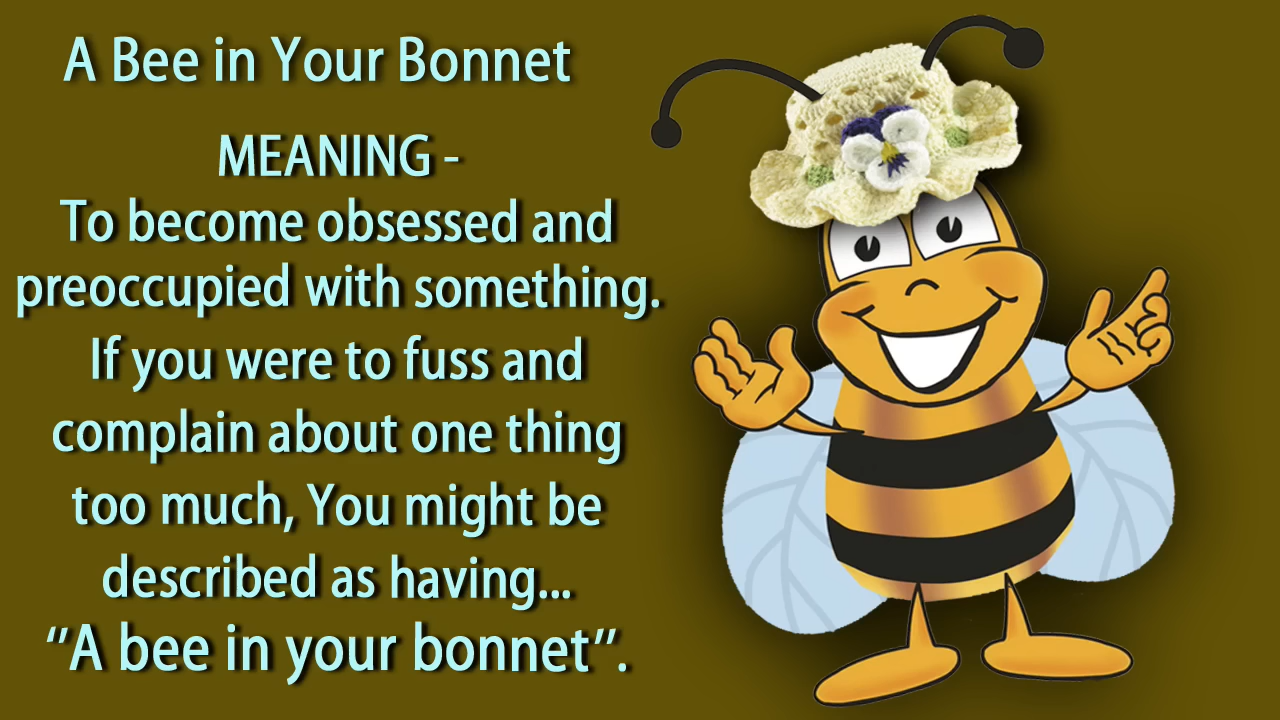 A Bee in Your Bonnet
MEANING -
To become obsessed and
preoccupied with something.
If you were to fuss and
complain about one thing
too much, You might be
described as having...
“A bee in your bonnet”.